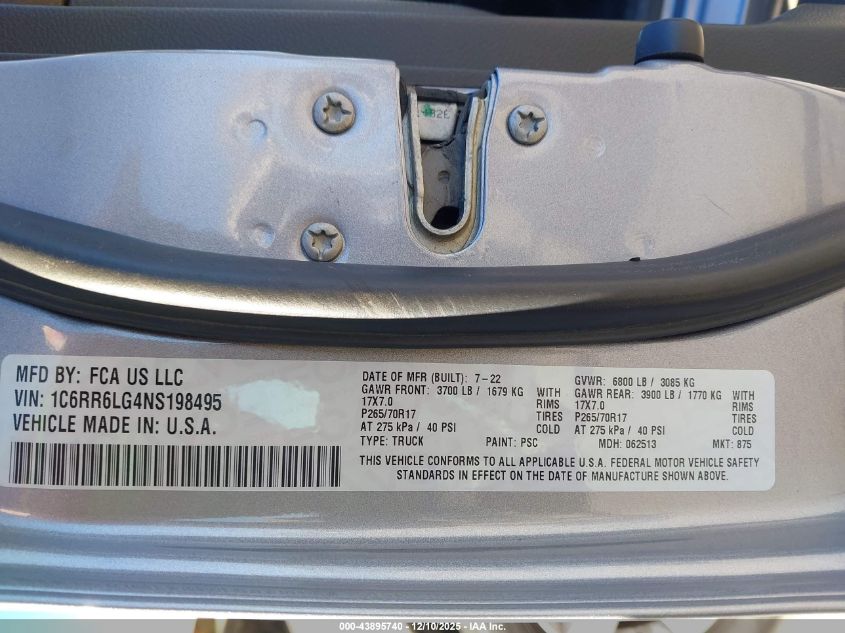 MFD BY: FCA US LLC
VIN: 1C6RR6LG4NS198495
VEHICLE MADE IN: U.S.A.
DATE OF MFR (BUILT): 7-22
GAWR FRONT: 3700 LB / 1679 KG WITH
17X7.0 RIMS
P265/70R17 TIRES
AT 275 kPa / 40 PSI COLD
TYPE: TRUCK PAINT: PSC
GVWR: 6800 LB / 3085 KG
GAWR REAR: 3900 LB / 1770 KG WITH
17X7.0 RIMS
P265/70R17 TIRES
AT 275 kPa / 40 PSI COLD
MDH: 062513 MKT: 875
THIS VEHICLE CONFORMS TO ALL APPLICABLE U.S.A. FEDERAL MOTOR VEHICLE SAFETY
STANDARDS IN EFFECT ON THE DATE OF MANUFACTURE SHOWN ABOVE.
000-43895740 - 12/10/2025 - IAA Inc.